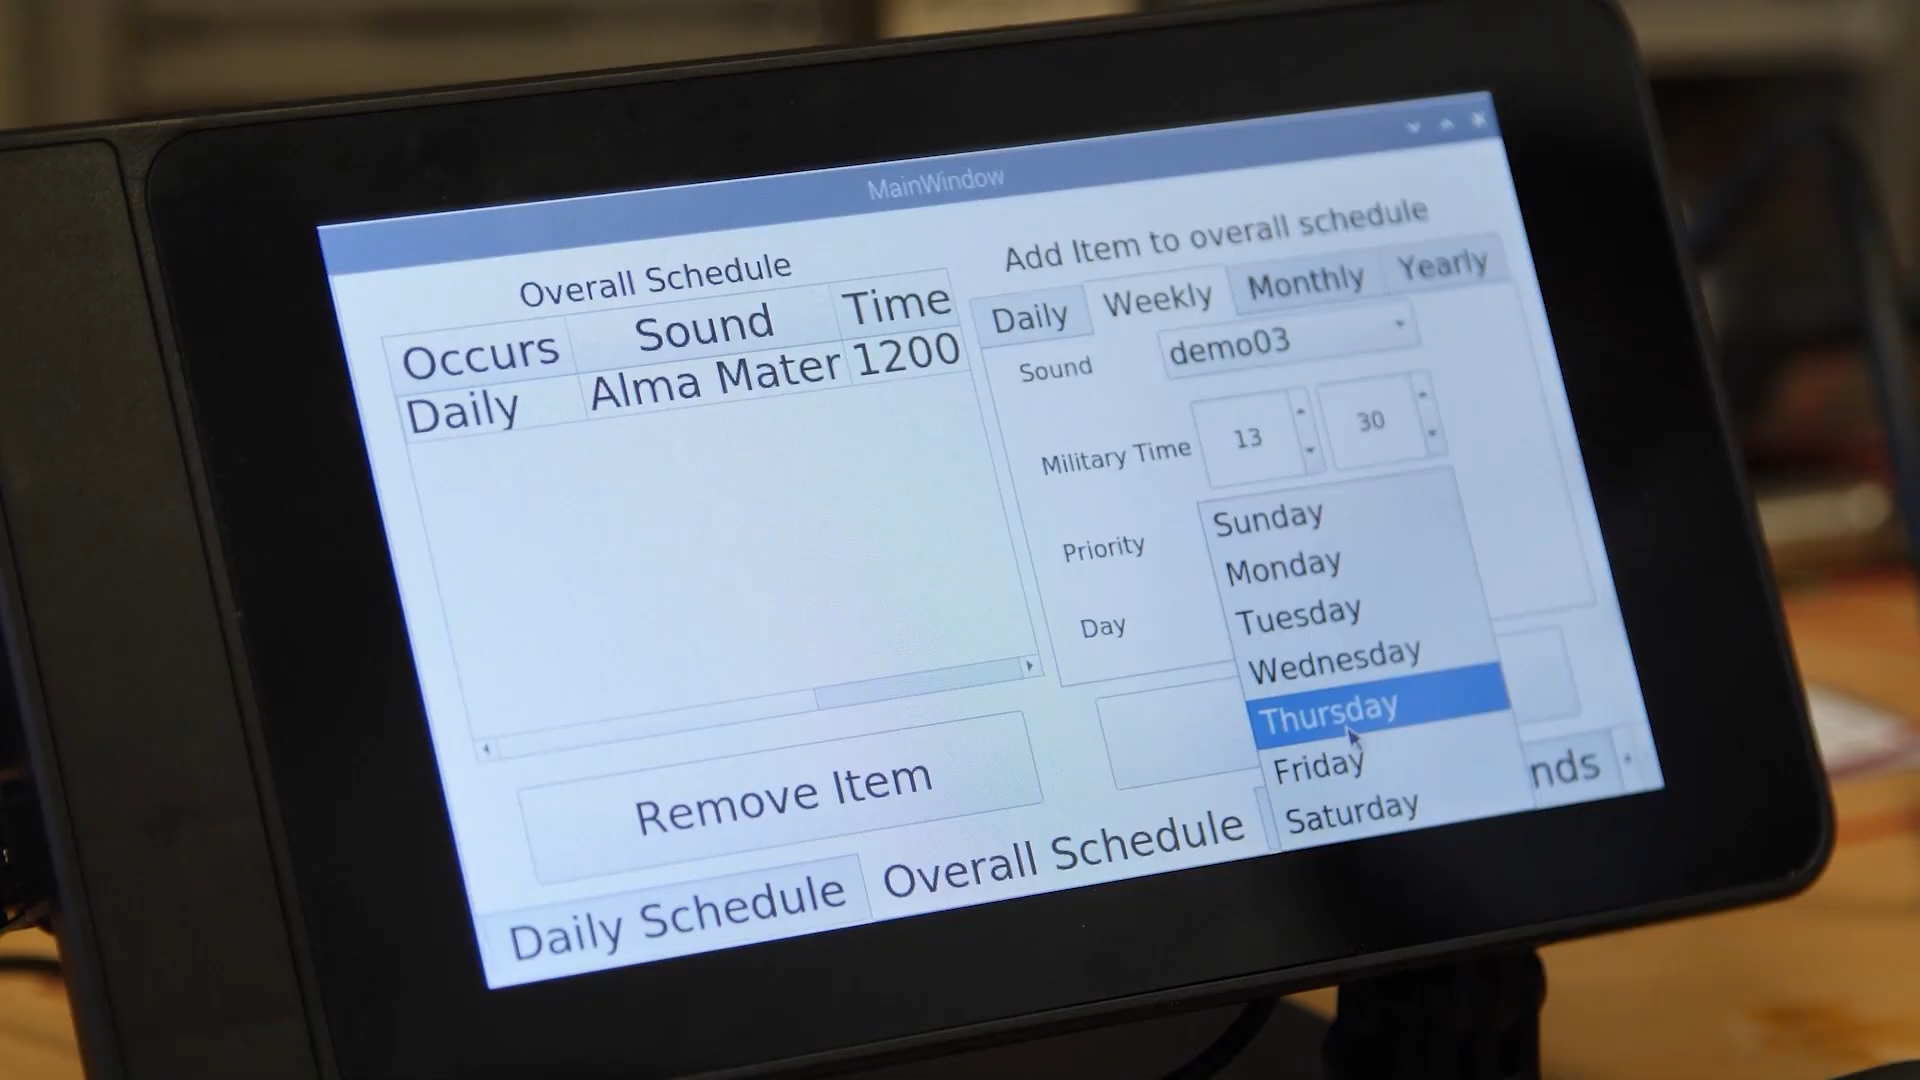 MainWindow
Overall Schedule
Occurs Sound Time
Daily Alma Mater 1200
Remove Item
Add Item to overall schedule
Daily Weekly Monthly Yearly
Sound demo03
Military Time 13 30
Priority
Day
Sunday
Monday
Tuesday
Wednesday
Thursday
Friday
Saturday
Daily Schedule Overall Schedule nds